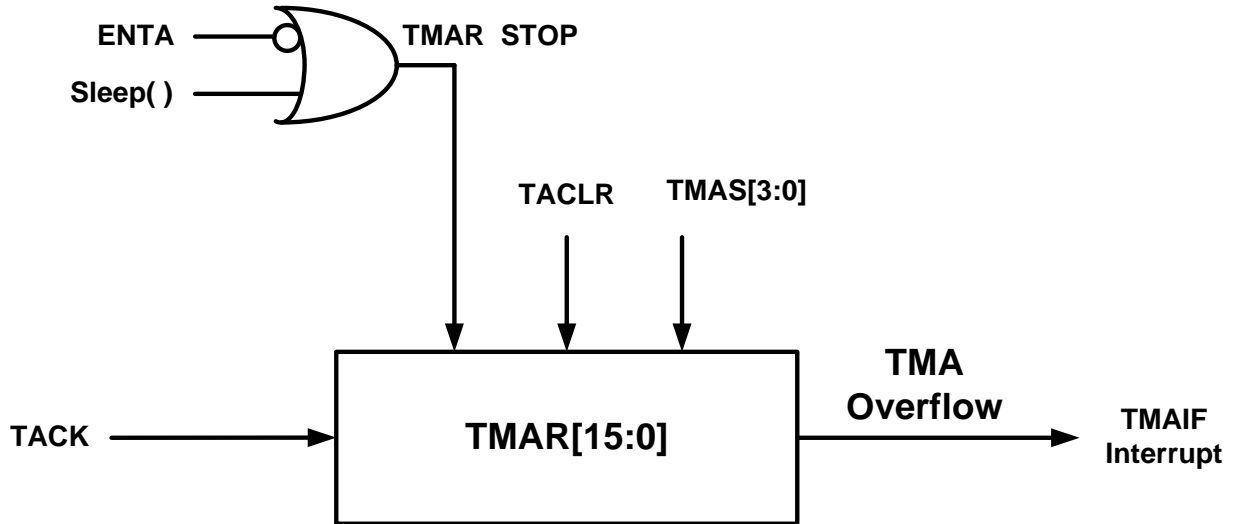 ENTA
TMAR STOP
Sleep( )
TACLR
TMAS[3:0]
TMA
Overflow
TACK
TMAR[15:0]
TMAIF
Interrupt